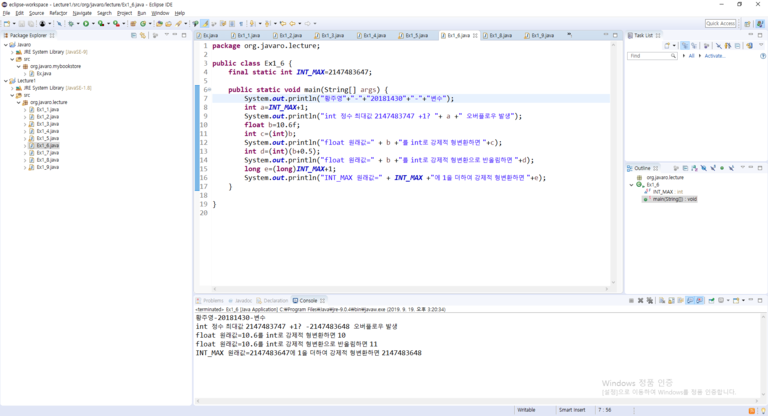 eclipse-workspace - Lecture1/src/org/javaro/lecture/Ex1_6.java - Eclipse IDE
File Edit Source Refactor Navigate Search Project Run Window Help
Quick Access
Package Explorer
Javaro
JRE System Library [JavaSE-9]
src
org.javaro.mybookstore
Ex.java
Lecture1
JRE System Library [JavaSE-1.8]
src
org.javaro.lecture
Ex1_1.java
Ex1_2.java
Ex1_3.java
Ex1_4.java
Ex1_5.java
Ex1_6.java
Ex1_7.java
Ex1_8.java
Ex1_9.java
Ex.java Ex1_1.java Ex1_2.java Ex1_3.java Ex1_4.java Ex1_5.java Ex1_6.java Ex1_8.java Ex1_9.java
1 package org.javaro.lecture;
2
3 public class Ex1_6 {
4 final static int INT_MAX=2147483647;
5
6 public static void main(String[] args) {
7 System.out.println("황주영"+"-"+"20181430"+"-"+"변수");
8 int a=INT_MAX+1;
9 System.out.println("int 정수 최대값 2147483747 +1? "+ a +" 오버플로우 발생");
10 float b=10.6f;
11 int c=(int)b;
12 System.out.println("float 원래값=" + b +"를 int로 강제적 형변환하면 "+c);
13 int d=(int)(b+0.5);
14 System.out.println("float 원래값=" + b +"를 int로 강제적 형변환으로 반올림하면 "+d);
15 long e=(long)INT_MAX+1;
16 System.out.println("INT_MAX 원래값=" + INT_MAX +"에 1을 더하여 강제적 형변환하면 "+e);
17 }
18
19 }
20
Task List
Find All Activate...
Outline
org.javaro.lecture
Ex1_6
INT_MAX : int
main(String[]) : void
Problems Javadoc Declaration Console
<terminated> Ex1_6 [Java Application] C:\Program Files\Java\jre-9.0.4\bin\javaw.exe (2019. 9. 19. 오후 3:20:34)
황주영-20181430-변수
int 정수 최대값 2147483747 +1? -2147483648 오버플로우 발생
float 원래값=10.6를 int로 강제적 형변환하면 10
float 원래값=10.6를 int로 강제적 형변환으로 반올림하면 11
INT_MAX 원래값=2147483647에 1을 더하여 강제적 형변환하면 2147483648
Windows 정품 인증
[설정]으로 이동하여 Windows를 정품 인증합니다.
Writable Smart Insert 7 : 56